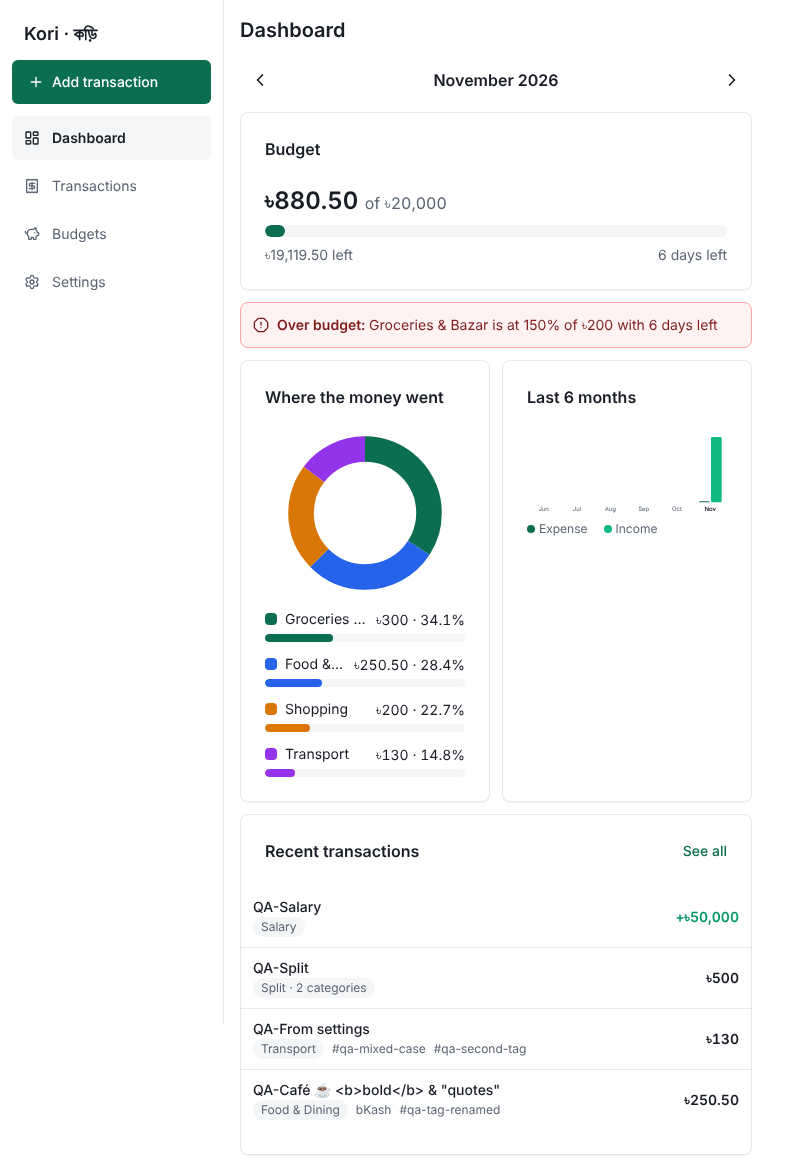 Kori · কড়ি
Add transaction
Dashboard
Transactions
Budgets
Settings
Dashboard
November 2026
Budget
৳880.50 of ৳20,000
৳19,119.50 left
6 days left
Over budget: Groceries & Bazar is at 150% of ৳200 with 6 days left
Where the money went
Groceries ... ৳300 · 34.1%
Food &... ৳250.50 · 28.4%
Shopping ৳200 · 22.7%
Transport ৳130 · 14.8%
Last 6 months
Jun Jul Aug Sep Oct Nov
Expense Income
Recent transactions
See all
QA-Salary
Salary
+৳50,000
QA-Split
Split · 2 categories
৳500
QA-From settings
Transport #qa-mixed-case #qa-second-tag
৳130
QA-Café ☕ <b>bold</b> & "quotes"
Food & Dining bKash #qa-tag-renamed
৳250.50